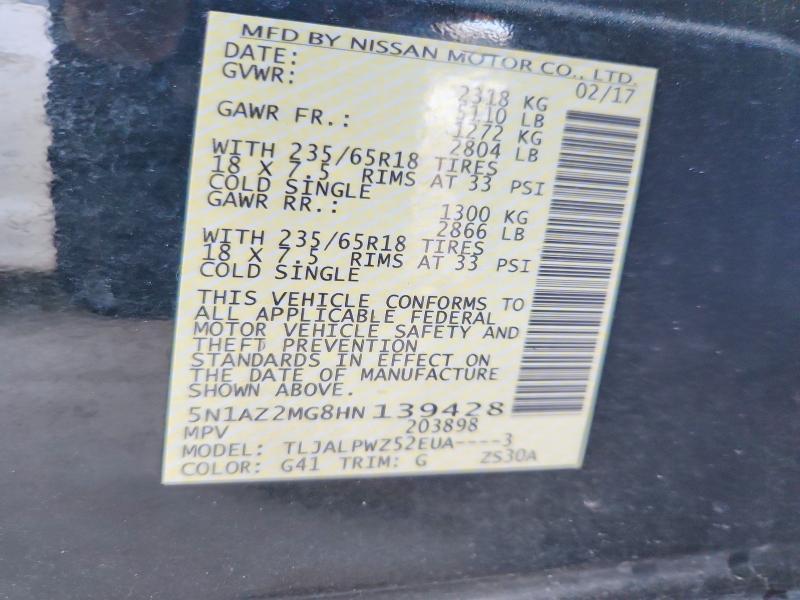 MFD BY NISSAN MOTOR CO., LTD.
DATE: 02/17
GVWR: 2318 KG
5110 LB
GAWR FR.: 1272 KG
2804 LB
WITH 235/65R18 TIRES
18 X 7.5 RIMS AT 33 PSI
COLD SINGLE
GAWR RR.: 1300 KG
2866 LB
WITH 235/65R18 TIRES
18 X 7.5 RIMS AT 33 PSI
COLD SINGLE
THIS VEHICLE CONFORMS TO
ALL APPLICABLE FEDERAL
MOTOR VEHICLE SAFETY AND
THEFT PREVENTION
STANDARDS IN EFFECT ON
THE DATE OF MANUFACTURE
SHOWN ABOVE.
5N1AZ2MG8HN 139428
MPV 203898
MODEL: TLJALPWZ52EUA----3
COLOR: G41 TRIM: G ZS30A